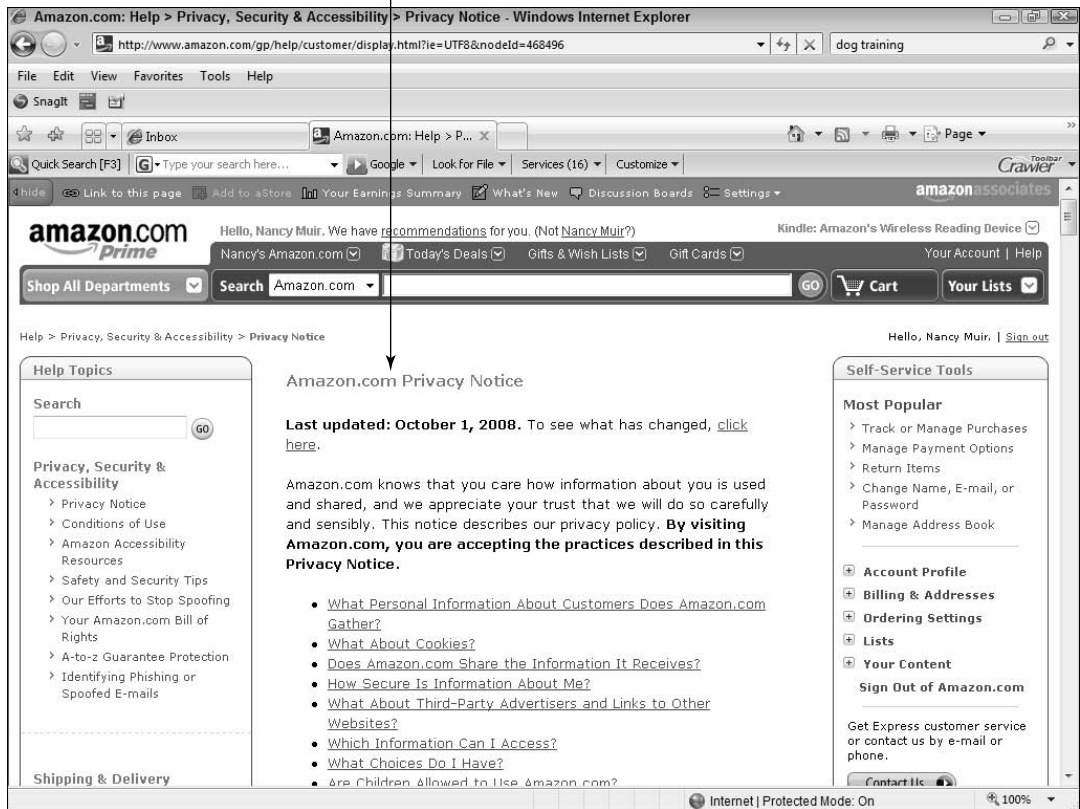 Amazon.com: Help > Privacy, Security & Accessibility > Privacy Notice - Windows Internet Explorer
http://www.amazon.com/gp/help/customer/display.html?ie=UTF8&nodeId=468496
dog training
File Edit View Favorites Tools Help
SnagIt
Inbox
Amazon.com: Help > P...
Page
Quick Search [F3]
G
Type your search here...
Google
Look for File
Services (16)
Customize
Crawler Toolbar
hide
Link to this page
Add to aStore
Your Earnings Summary
What's New
Discussion Boards
Settings
amazonassociates
amazon.com
Prime
Hello, Nancy Muir. We have recommendations for you. (Not Nancy Muir?)
Kindle: Amazon's Wireless Reading Device
Nancy's Amazon.com
Today's Deals
Gifts & Wish Lists
Gift Cards
Your Account | Help
Shop All Departments
Search
Amazon.com
GO
Cart
Your Lists
Help > Privacy, Security & Accessibility > Privacy Notice
Hello, Nancy Muir. | Sign out
Help Topics
Search
GO
Privacy, Security &
Accessibility
> Privacy Notice
> Conditions of Use
> Amazon Accessibility
Resources
> Safety and Security Tips
> Our Efforts to Stop Spoofing
> Your Amazon.com Bill of
Rights
> A-to-z Guarantee Protection
> Identifying Phishing or
Spoofed E-mails
Shipping & Delivery
Amazon.com Privacy Notice
Last updated: October 1, 2008. To see what has changed, click
here.
Amazon.com knows that you care how information about you is used
and shared, and we appreciate your trust that we will do so carefully
and sensibly. This notice describes our privacy policy. By visiting
Amazon.com, you are accepting the practices described in this
Privacy Notice.
• What Personal Information About Customers Does Amazon.com
Gather?
• What About Cookies?
• Does Amazon.com Share the Information It Receives?
• How Secure Is Information About Me?
• What About Third-Party Advertisers and Links to Other
Websites?
• Which Information Can I Access?
• What Choices Do I Have?
• Are Children Allowed to Use Amazon.com?
Self-Service Tools
Most Popular
> Track or Manage Purchases
> Manage Payment Options
> Return Items
> Change Name, E-mail, or
Password
> Manage Address Book
Account Profile
Billing & Addresses
Ordering Settings
Lists
Your Content
Sign Out of Amazon.com
Get Express customer service
or contact us by e-mail or
phone.
Contact Us
Internet | Protected Mode: On
100%